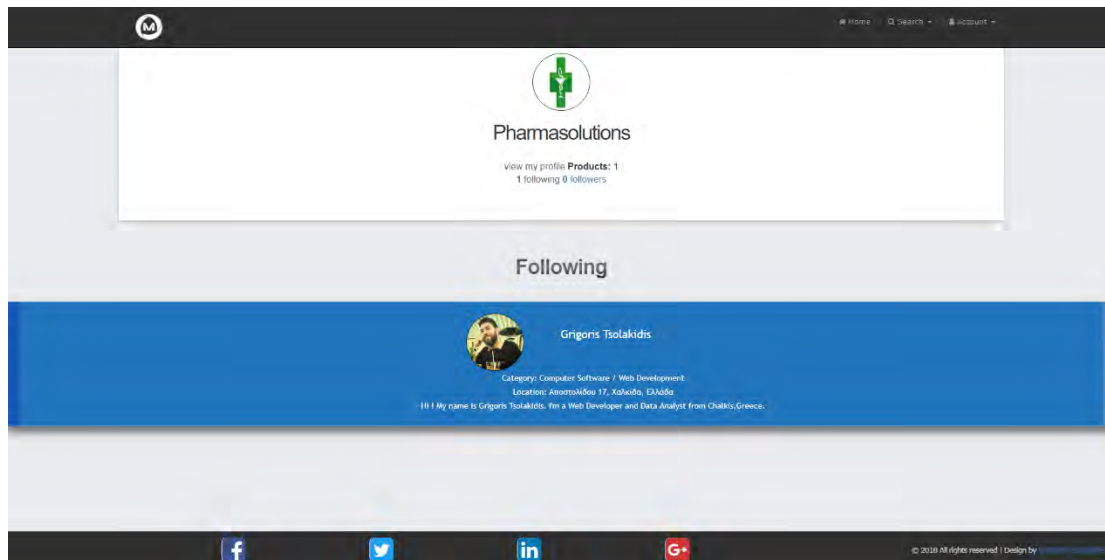 M
Home Search Account
Pharmasolutions
view my profile Products: 1
1 following 0 followers
Following
Grigoris Tsolakidis
Category: Computer Software / Web Development
Location: Αποστολίδου 17, Χαλκίδα, Ελλάδα
Hi ! My name is Grigoris Tsolakidis. I'm a Web Developer and Data Analyst from Chalkis,Greece.
f in G+ © 2018 All rights reserved | Design by